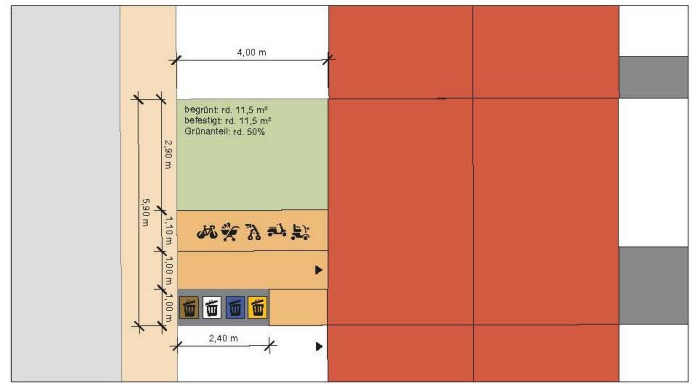 4,00 m
begrünt: rd. 11,5 m²
befestigt: rd. 11,5 m²
Grünanteil: rd. 50%
2,90 m
5,90 m
1,10 m
1,00 m
1,00 m
2,40 m